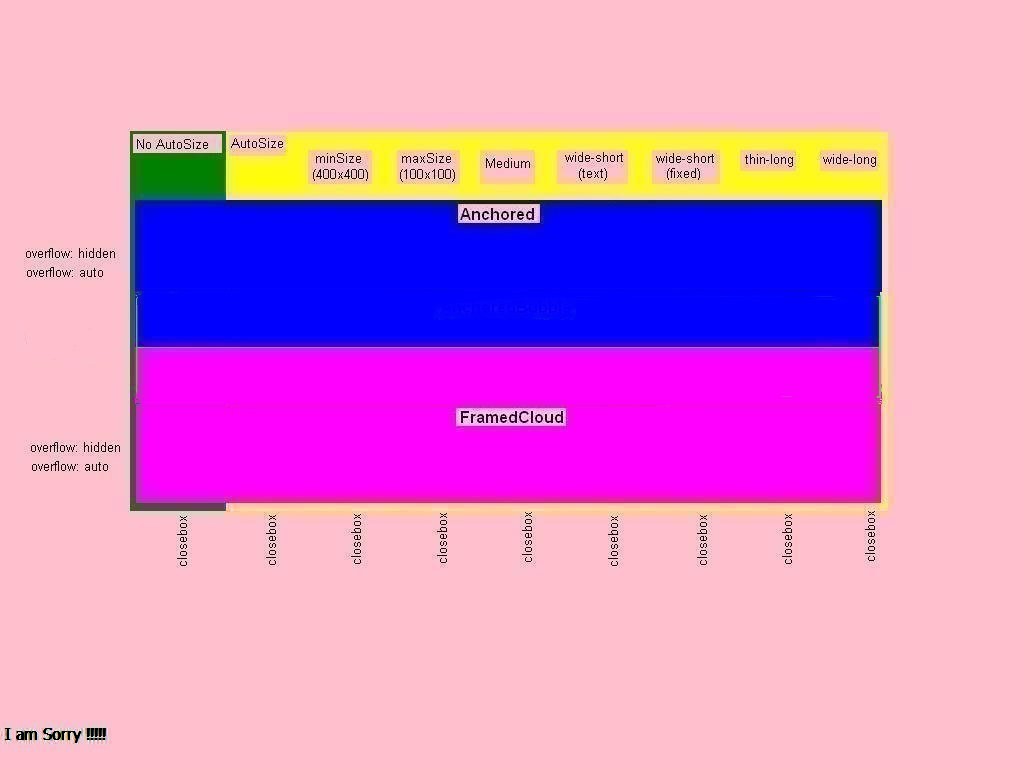 No AutoSize
AutoSize
minSize
(400x400)
maxSize
(100x100)
Medium
wide-short
(text)
wide-short
(fixed)
thin-long
wide-long
Anchored
overflow: hidden
overflow: auto
FramedCloud
overflow: hidden
overflow: auto
closebox
closebox
closebox
closebox
closebox
closebox
closebox
closebox
closebox
I am Sorry !!!!!